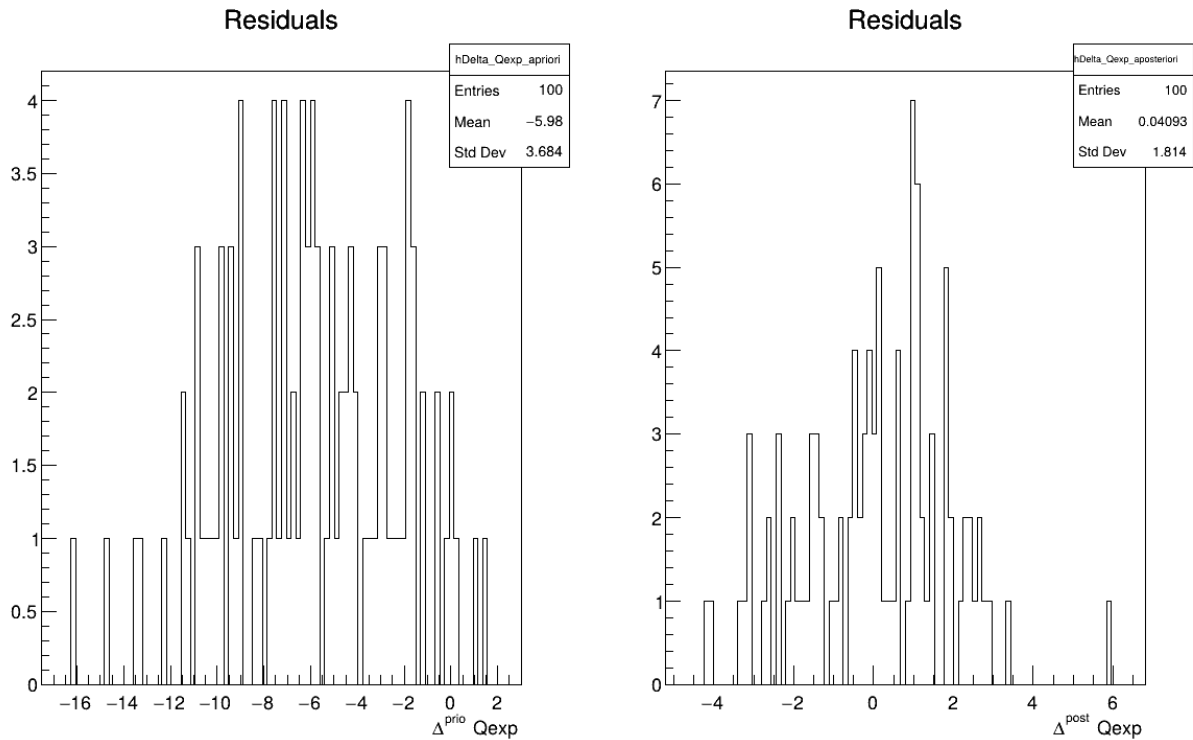 Residuals
hDelta_Qexp_apriori
Entries 100
Mean −5.98
Std Dev 3.684
4
3.5
3
2.5
2
1.5
1
0.5
0
−16 −14 −12 −10 −8 −6 −4 −2 0 2
Δprio Qexp
Residuals
hDelta_Qexp_aposteriori
Entries 100
Mean 0.04093
Std Dev 1.814
7
6
5
4
3
2
1
0
−4 −2 0 2 4 6
Δpost Qexp